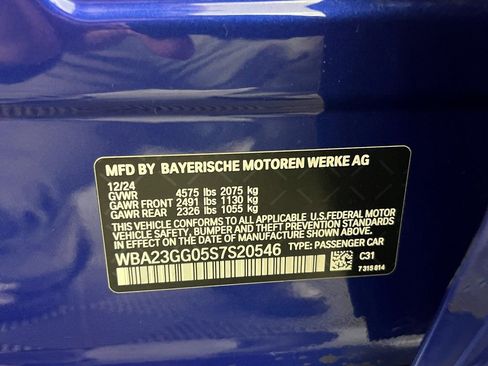 MFD BY BAYERISCHE MOTOREN WERKE AG
12/24
GVWR 4575 lbs 2075 kg
GAWR FRONT 2491 lbs 1130 kg
GAWR REAR 2326 lbs 1055 kg
THIS VEHICLE CONFORMS TO ALL APPLICABLE U.S.FEDERAL MOTOR
VEHICLE SAFETY, BUMPER, AND THEFT PREVENTION STANDARDS
IN EFFECT ON THE DATE OF MANUFACTURE SHOWN ABOVE.
WBA23GG05S7S20546 TYPE: PASSENGER CAR
C31
7 315 814